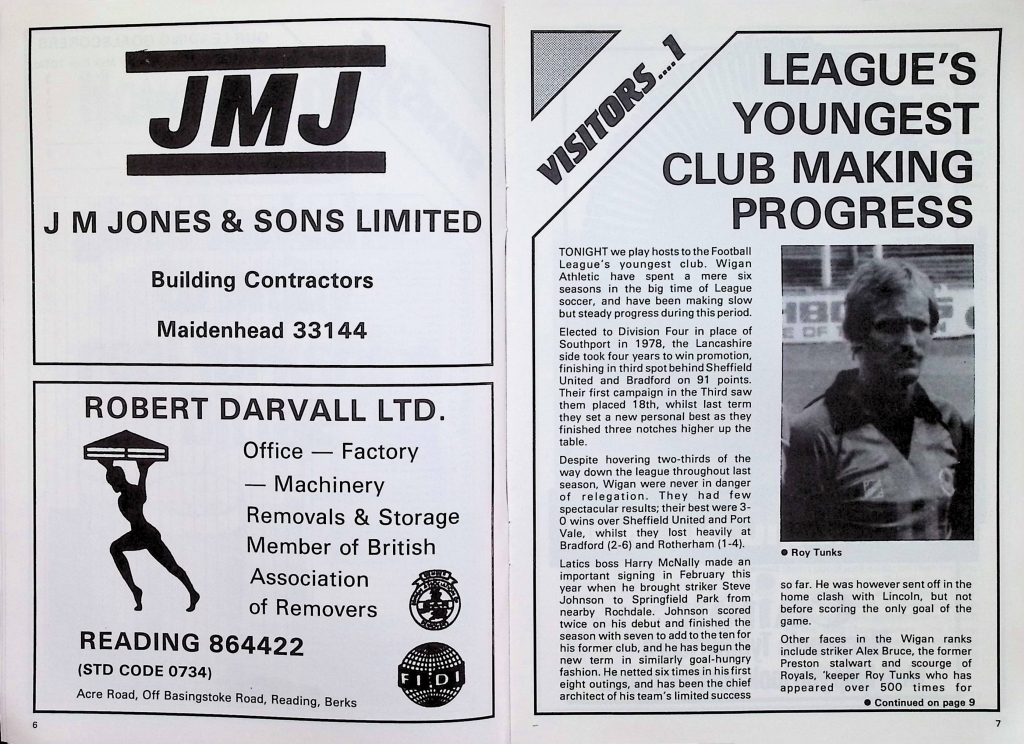 JMJ
J M JONES & SONS LIMITED
Building Contractors
Maidenhead 33144
ROBERT DARVALL LTD.
Office — Factory
— Machinery
Removals & Storage
Member of British
Association
of Removers
READING 864422
(STD CODE 0734)
Acre Road, Off Basingstoke Road, Reading, Berks
FIDI
6
VISITORS....1
LEAGUE'S
YOUNGEST
CLUB MAKING
PROGRESS
TONIGHT we play hosts to the Football
League's youngest club. Wigan
Athletic have spent a mere six
seasons in the big time of League
soccer, and have been making slow
but steady progress during this period.
Elected to Division Four in place of
Southport in 1978, the Lancashire
side took four years to win promotion,
finishing in third spot behind Sheffield
United and Bradford on 91 points.
Their first campaign in the Third saw
them placed 18th, whilst last term
they set a new personal best as they
finished three notches higher up the
table.
Despite hovering two-thirds of the
way down the league throughout last
season, Wigan were never in danger
of relegation. They had few
spectacular results; their best were 3-
0 wins over Sheffield United and Port
Vale, whilst they lost heavily at
Bradford (2-6) and Rotherham (1-4).
Latics boss Harry McNally made an
important signing in February this
year when he brought striker Steve
Johnson to Springfield Park from
nearby Rochdale. Johnson scored
twice on his debut and finished the
season with seven to add to the ten for
his former club, and he has begun the
new term in similarly goal-hungry
fashion. He netted six times in his first
eight outings, and has been the chief
architect of his team's limited success
● Roy Tunks
so far. He was however sent off in the
home clash with Lincoln, but not
before scoring the only goal of the
game.
Other faces in the Wigan ranks
include striker Alex Bruce, the former
Preston stalwart and scourge of
Royals, 'keeper Roy Tunks who has
appeared over 500 times for
● Continued on page 9
7